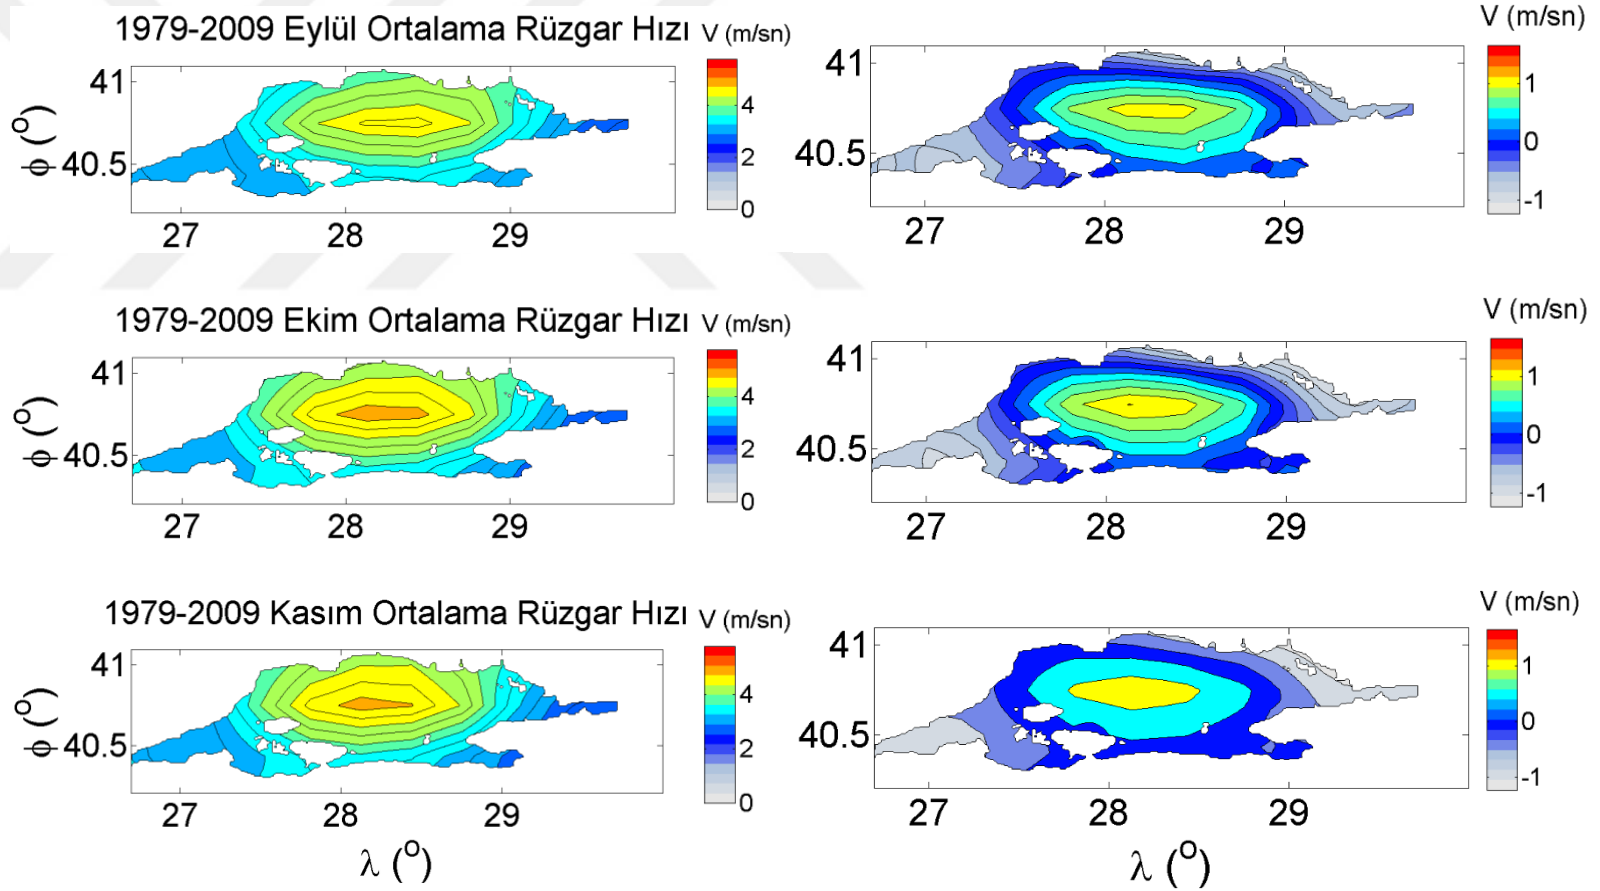 1979-2009 Eylül Ortalama Rüzgar Hızı V (m/sn)
V (m/sn)
41
40.5
ϕ (°)
27 28 29
4
2
0
41
40.5
27 28 29
1
0
-1
1979-2009 Ekim Ortalama Rüzgar Hızı V (m/sn)
V (m/sn)
41
40.5
ϕ (°)
27 28 29
4
2
0
41
40.5
27 28 29
1
0
-1
1979-2009 Kasım Ortalama Rüzgar Hızı V (m/sn)
V (m/sn)
41
40.5
ϕ (°)
27 28 29
4
2
0
41
40.5
27 28 29
1
0
-1
λ (°)
λ (°)